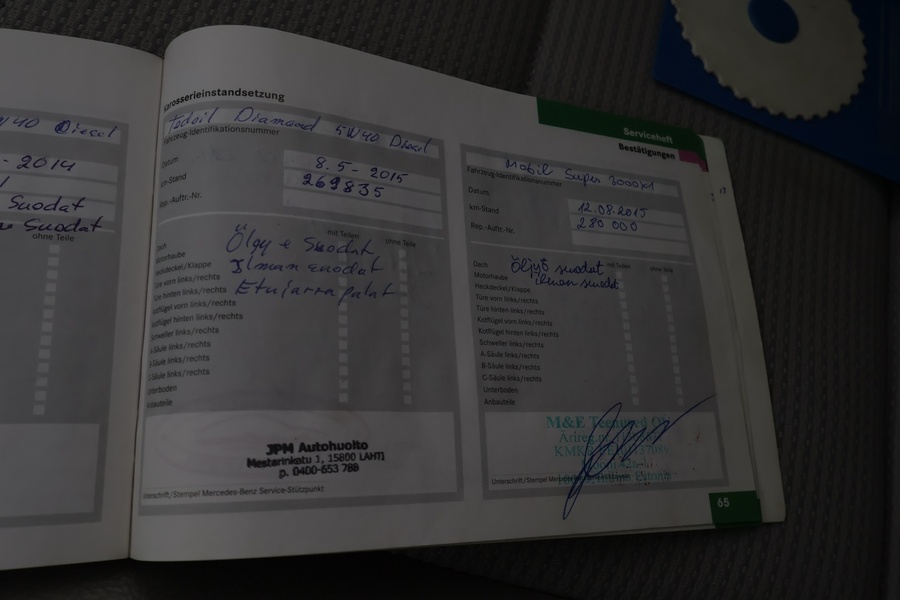 W40 Diesel
- 2014
Suodat
Suodat
ohne Teile
Karosserieinstandsetzung
Tedoil Diamond 5W40 Diesel
Fahrzeug-Identifikationsnummer
Datum
8.5 - 2015
km-Stand
269835
Rep.-Auftr.-Nr.
mit Teilen
ohne Teile
Öljy + Suodat
Dach
Motorhaube
Ilman suodat
Heckdeckel/Klappe
Türe vorn links/rechts
Etujarrupalat
Türe hinten links/rechts
Kotflügel vorn links/rechts
Kotflügel hinten links/rechts
Schweller links/rechts
A-Säule links/rechts
B-Säule links/rechts
C-Säule links/rechts
Unterboden
Anbauteile
JPM Autohuolto
Mestarinkatu 1, 15800 LAHTI
p. 0400-653 788
Unterschrift/Stempel Mercedes-Benz Service-Stützpunkt
Serviceheft
Bestätigungen
Mobil Super 3000x1
Fahrzeug-Identifikationsnummer
Datum
12.08.2015
km-Stand
280 000
Rep.-Auftr.-Nr.
mit Teilen
ohne Teile
Dach
Öljyõ suodat
Motorhaube
ilman suodat
Heckdeckel/Klappe
Türe vorn links/rechts
Türe hinten links/rechts
Kotflügel vorn links/rechts
Kotflügel hinten links/rechts
Schweller links/rechts
A-Säule links/rechts
B-Säule links/rechts
C-Säule links/rechts
Unterboden
Anbauteile
M&E
Unterschrift/Stempel
65